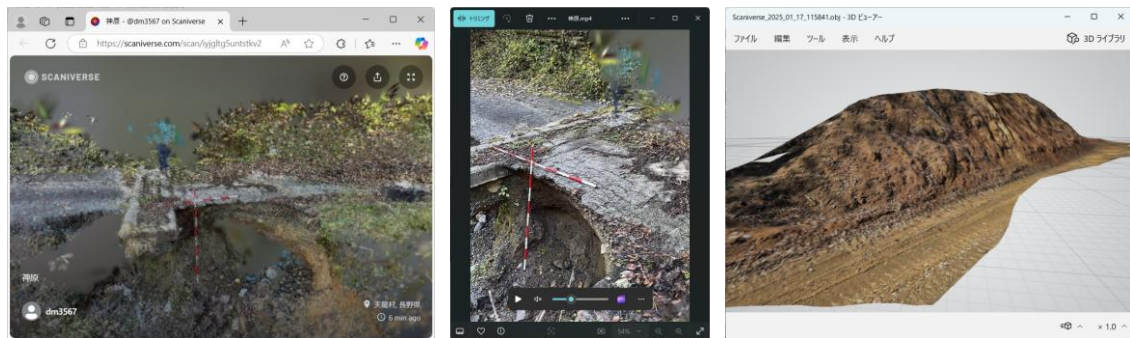 神原 - @dm3567 on Scaniverse
https://scaniverse.com/scan/iyjgltg5untstkv2
SCANIVERSE
神原
dm3567
天龍村, 長野県
6 min ago
トリミング
神原.mp4
54%
Scaniverse_2025_01_17_115841.obj - 3D ビューアー
ファイル 編集 ツール 表示 ヘルプ
3D ライブラリ
× 1.0